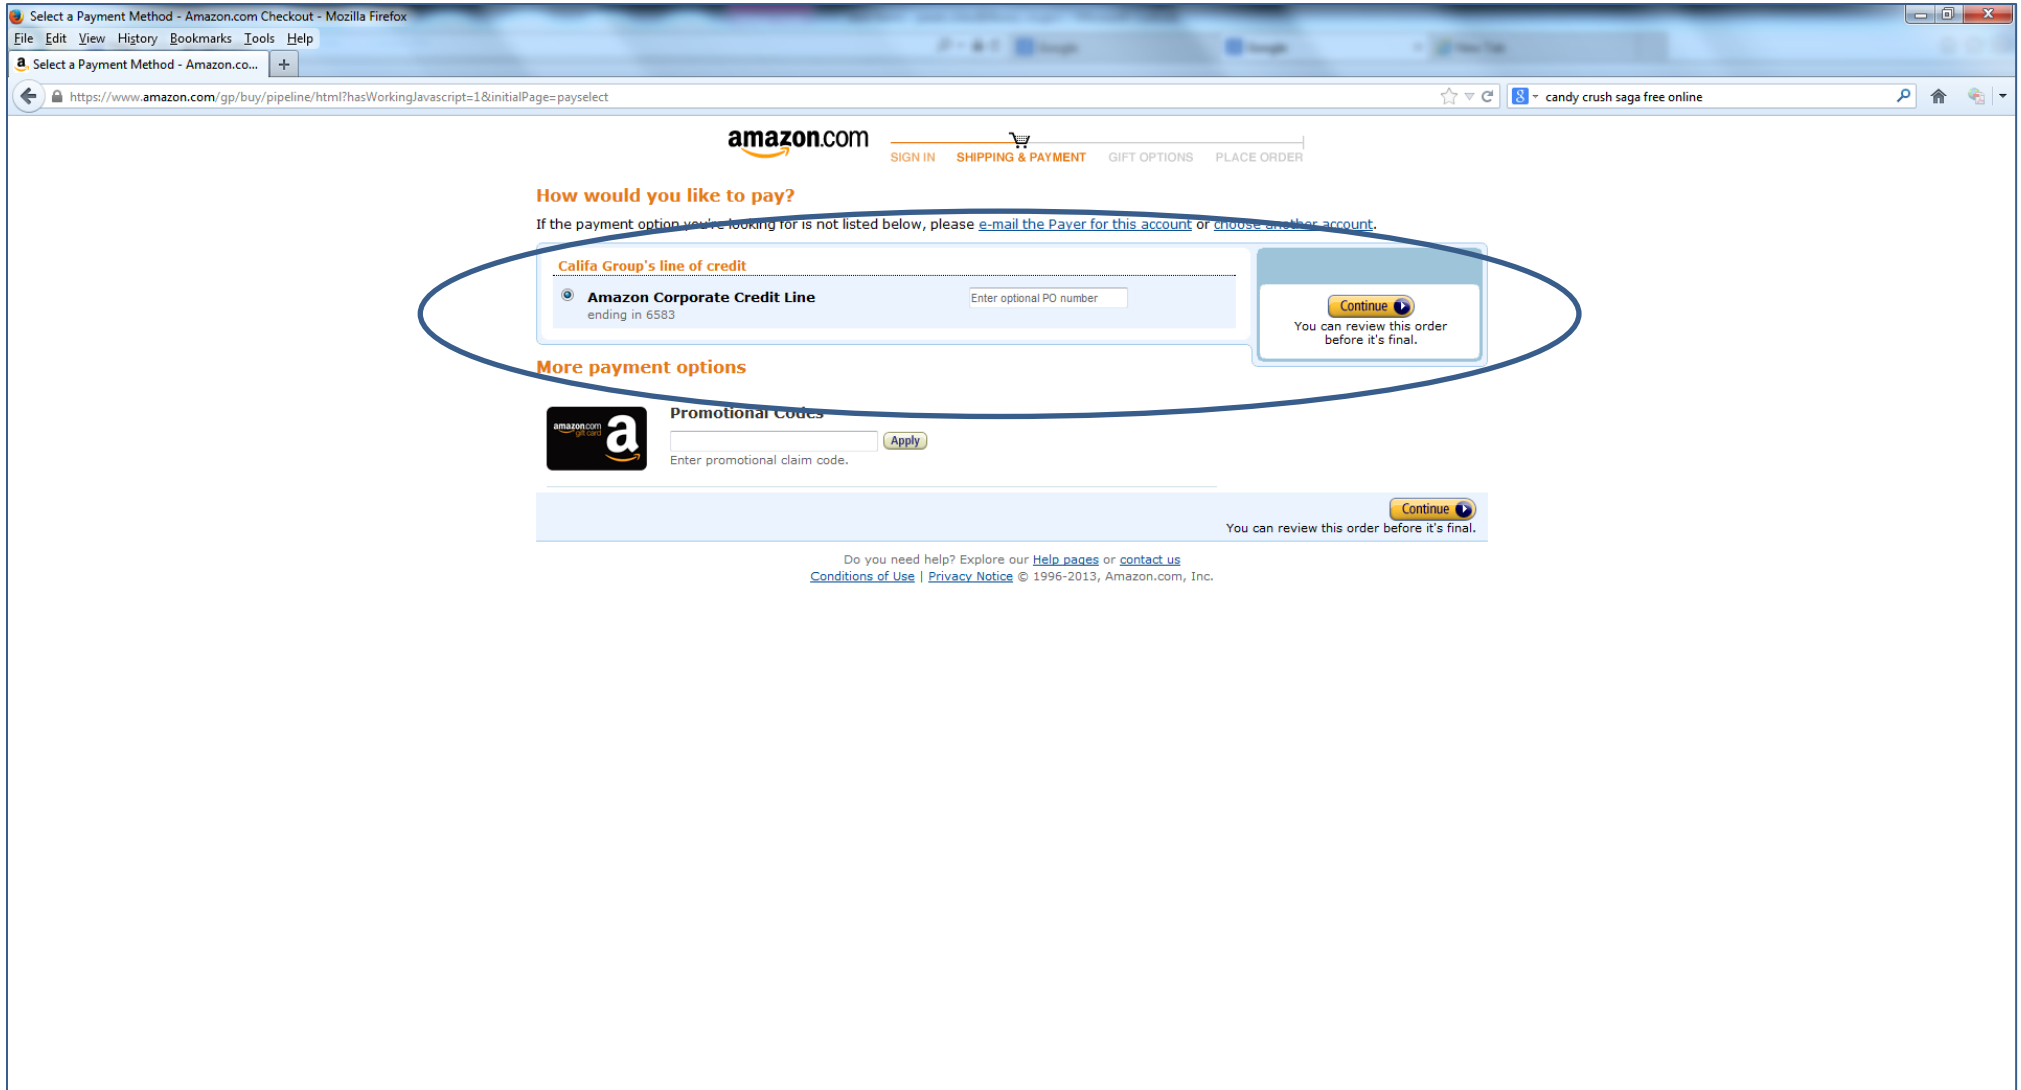 Select a Payment Method - Amazon.com Checkout - Mozilla Firefox
File Edit View History Bookmarks Tools Help
Select a Payment Method - Amazon.co...
https://www.amazon.com/gp/buy/pipeline/html?hasWorkingJavascript=1&initialPage=payselect
candy crush saga free online
amazon.com
SIGN IN SHIPPING & PAYMENT GIFT OPTIONS PLACE ORDER
How would you like to pay?
If the payment option you're looking for is not listed below, please e-mail the Payer for this account or choose another account.
Califa Group's line of credit
Amazon Corporate Credit Line
Enter optional PO number
ending in 6583
Continue
You can review this order
before it's final.
More payment options
amazon.com
gift card
a
Promotional Codes
Apply
Enter promotional claim code.
Continue
You can review this order before it's final.
Do you need help? Explore our Help pages or contact us
Conditions of Use | Privacy Notice © 1996-2013, Amazon.com, Inc.